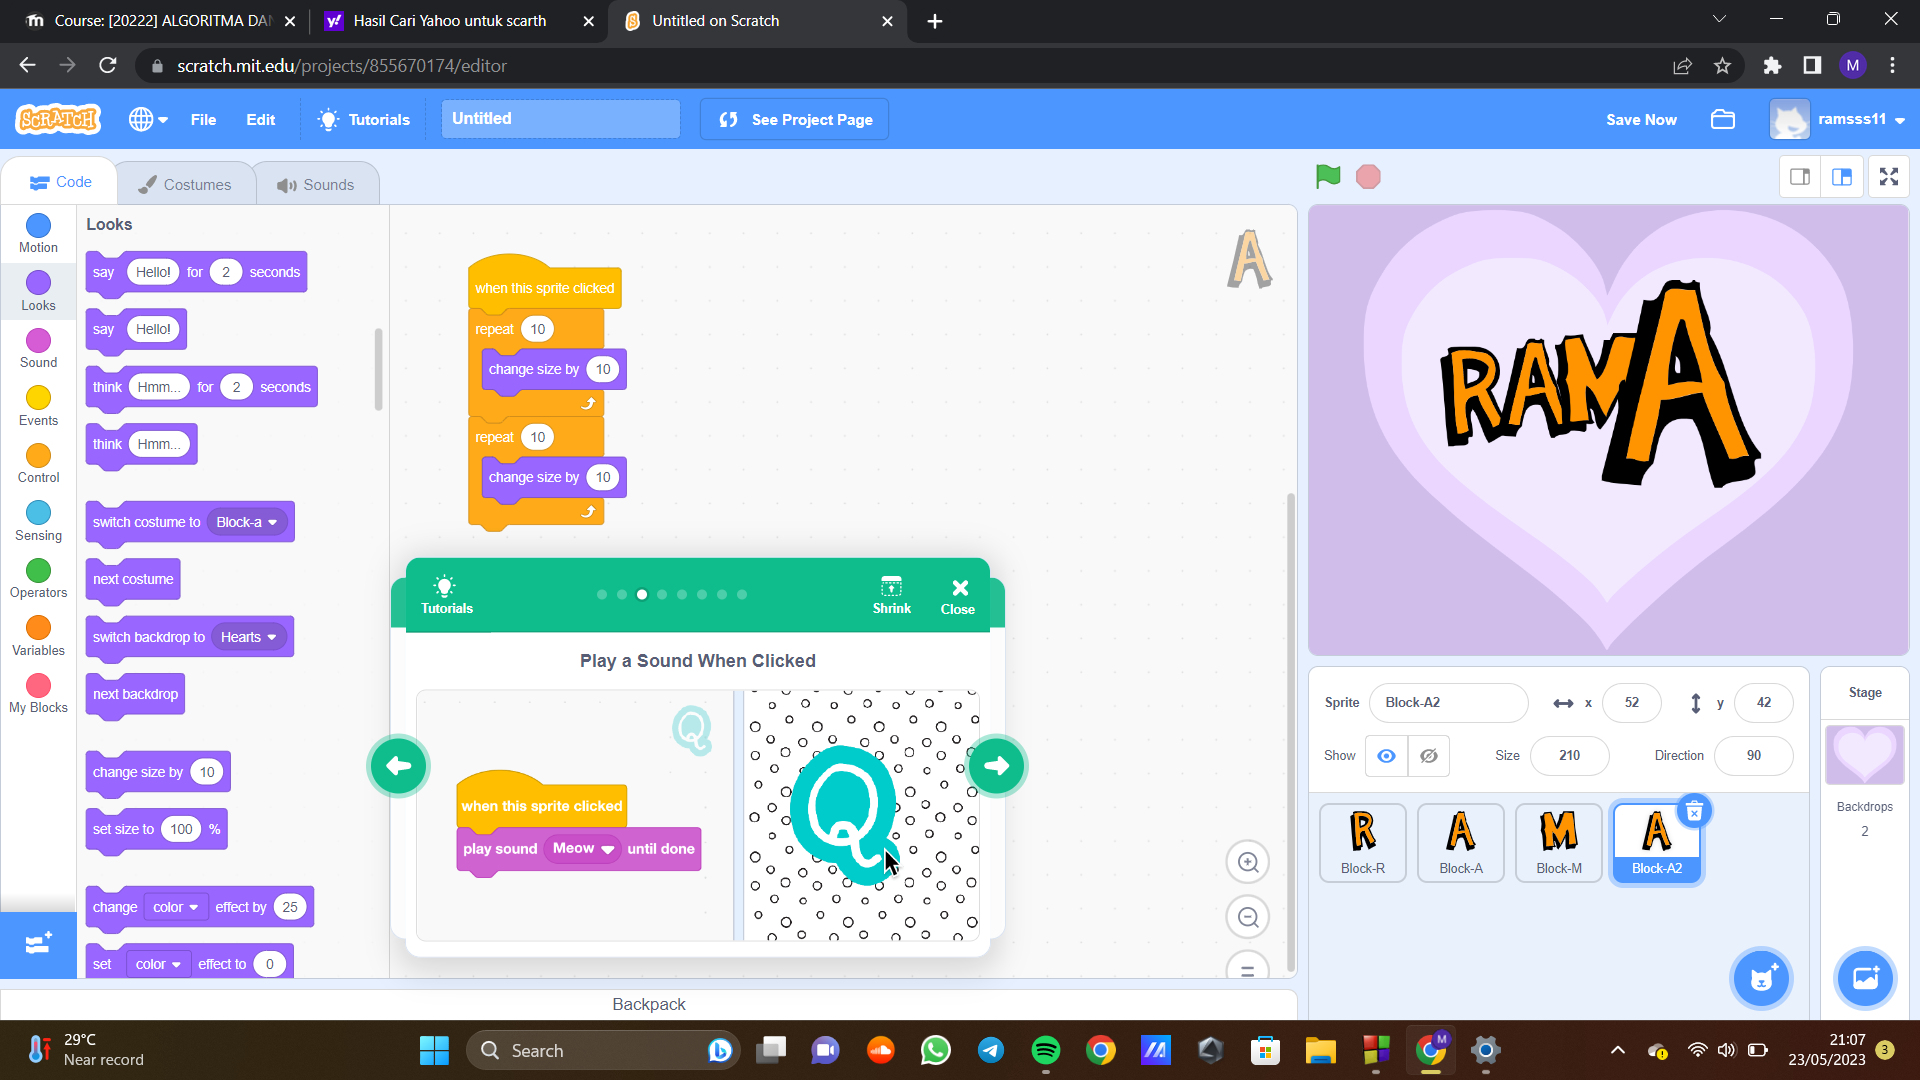 Course: [20222] ALGORITMA DAN
Hasil Cari Yahoo untuk scarth
Untitled on Scratch
scratch.mit.edu/projects/855670174/editor
M
SCRATCH
File
Edit
Tutorials
Untitled
See Project Page
Save Now
ramsss11
Code
Costumes
Sounds
Motion
Looks
Sound
Events
Control
Sensing
Operators
Variables
My Blocks
Looks
say Hello! for 2 seconds
say Hello!
think Hmm... for 2 seconds
think Hmm...
switch costume to Block-a
next costume
switch backdrop to Hearts
next backdrop
change size by 10
set size to 100 %
change color effect by 25
set color effect to 0
when this sprite clicked
repeat 10
change size by 10
repeat 10
change size by 10
A
Tutorials
Shrink
Close
Play a Sound When Clicked
Q
when this sprite clicked
play sound Meow until done
Q
Backpack
RAMA
Sprite Block-A2 x 52 y 42
Show Size 210 Direction 90
R
A
M
A
Block-R
Block-A
Block-M
Block-A2
Stage
Backdrops
2
29°C
Near record
Search
M
21:07
23/05/2023
3